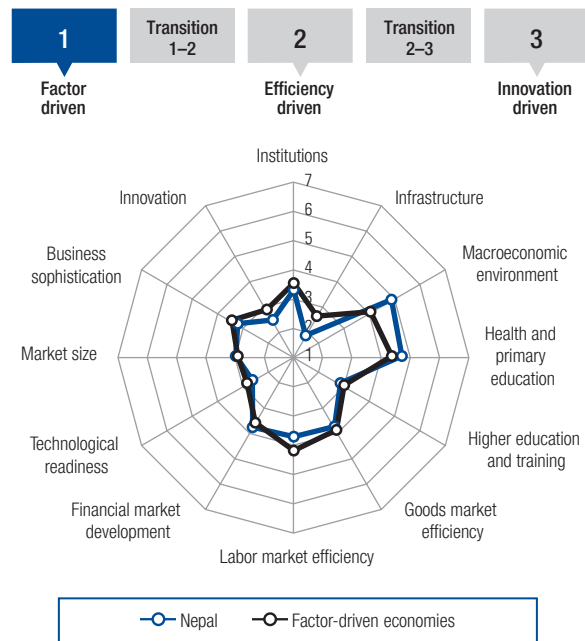 1
Transition
1–2
2
Transition
2–3
3
Factor
driven
Efficiency
driven
Innovation
driven
Institutions
Infrastructure
Macroeconomic
environment
Health and
primary
education
Higher education
and training
Goods market
efficiency
Labor market efficiency
Financial market
development
Technological
readiness
Market size
Business
sophistication
Innovation
7
6
5
4
3
2
1
Nepal
Factor-driven economies